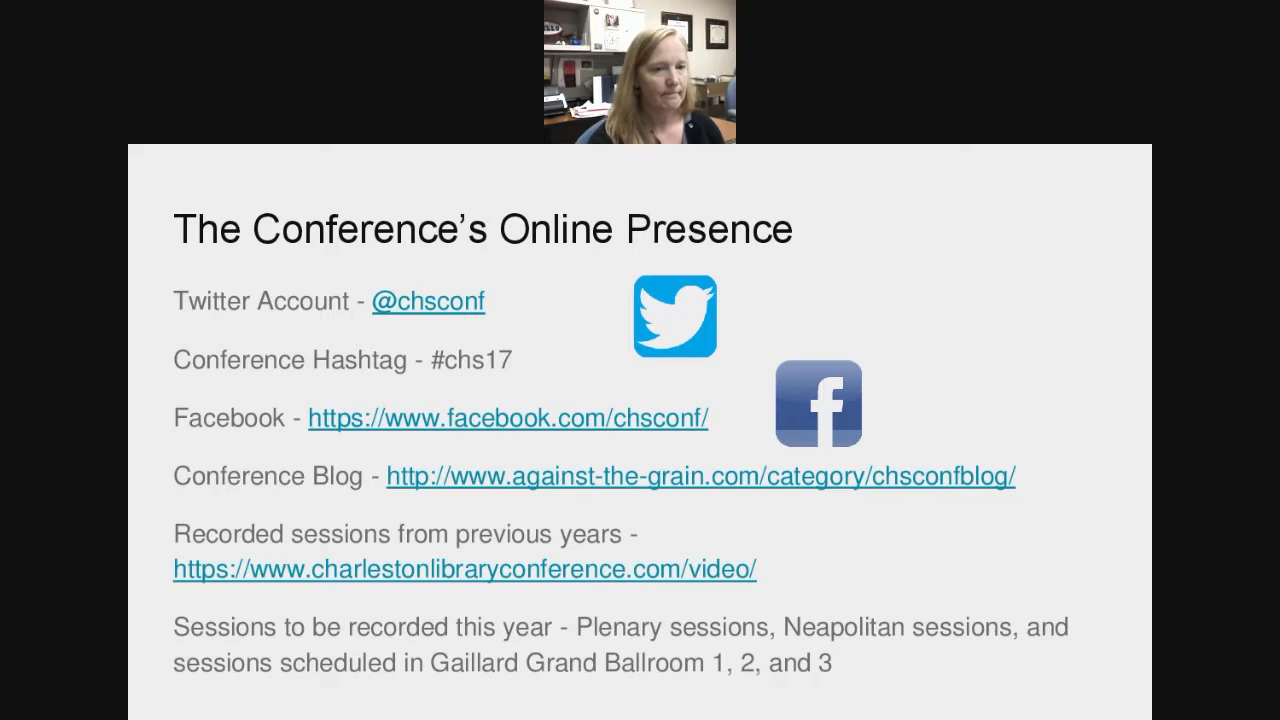 The Conference’s Online Presence
Twitter Account - @chsconf
Conference Hashtag - #chs17
Facebook - https://www.facebook.com/chsconf/
Conference Blog - http://www.against-the-grain.com/category/chsconfblog/
Recorded sessions from previous years -
https://www.charlestonlibraryconference.com/video/
Sessions to be recorded this year - Plenary sessions, Neapolitan sessions, and
sessions scheduled in Gaillard Grand Ballroom 1, 2, and 3